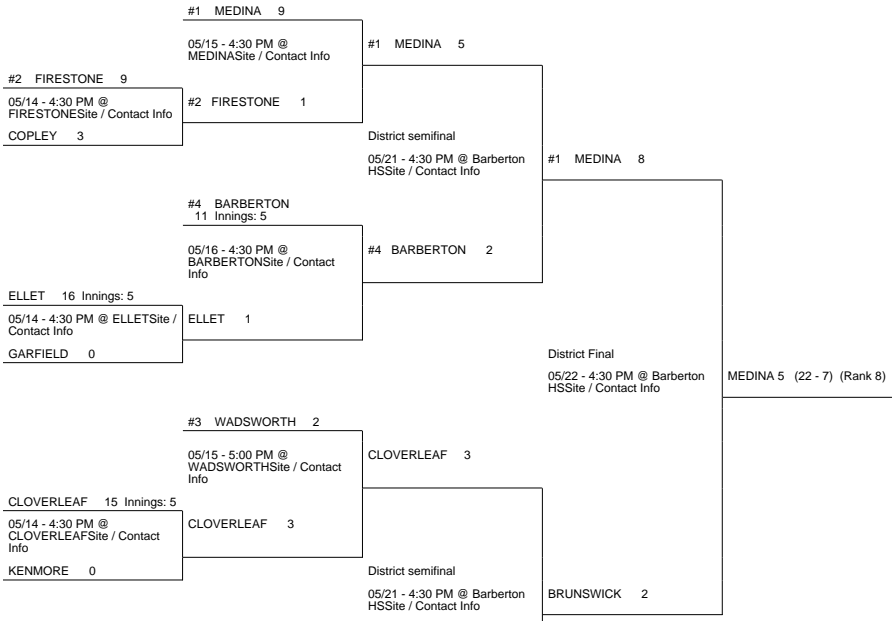 #1 MEDINA 9
05/15 - 4:30 PM @
MEDINASite / Contact Info
#1 MEDINA 5
#2 FIRESTONE 9
05/14 - 4:30 PM @
FIRESTONESite / Contact Info
#2 FIRESTONE 1
COPLEY 3
District semifinal
05/21 - 4:30 PM @ Barberton
HSSite / Contact Info
#1 MEDINA 8
#4 BARBERTON
11 Innings: 5
05/16 - 4:30 PM @
BARBERTONSite / Contact
Info
#4 BARBERTON 2
ELLET 16 Innings: 5
05/14 - 4:30 PM @ ELLETSite /
Contact Info
ELLET 1
GARFIELD 0
District Final
05/22 - 4:30 PM @ Barberton
HSSite / Contact Info
MEDINA 5 (22 - 7) (Rank 8)
#3 WADSWORTH 2
05/15 - 5:00 PM @
WADSWORTHSite / Contact
Info
CLOVERLEAF 3
CLOVERLEAF 15 Innings: 5
05/14 - 4:30 PM @
CLOVERLEAFSite / Contact
Info
CLOVERLEAF 3
KENMORE 0
District semifinal
05/21 - 4:30 PM @ Barberton
HSSite / Contact Info
BRUNSWICK 2